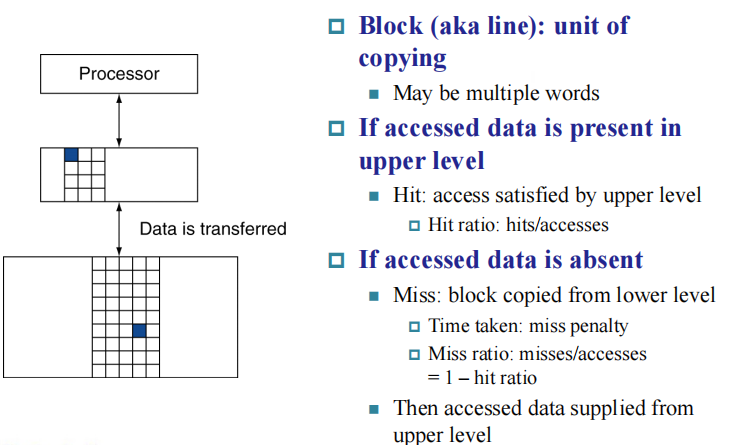 Processor
Data is transferred
Block (aka line): unit of
copying
May be multiple words
If accessed data is present in
upper level
Hit: access satisfied by upper level
Hit ratio: hits/accesses
If accessed data is absent
Miss: block copied from lower level
Time taken: miss penalty
Miss ratio: misses/accesses
= 1 – hit ratio
Then accessed data supplied from
upper level